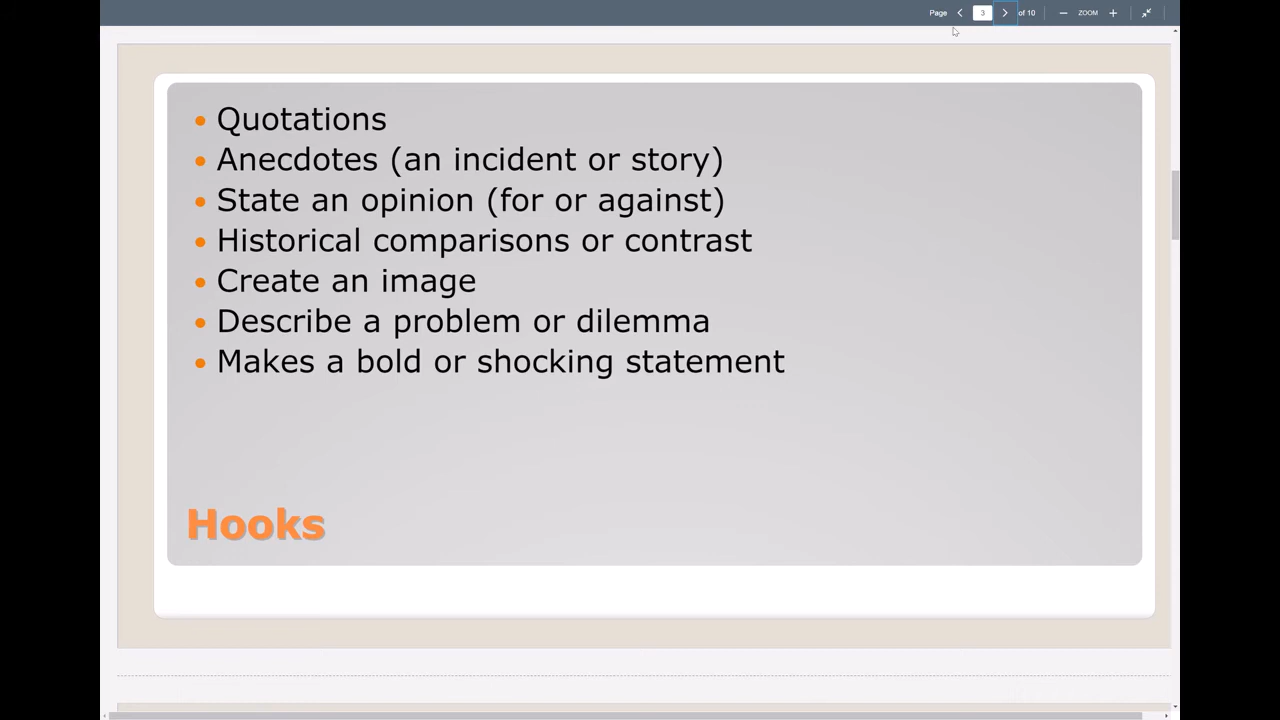 Page 3 of 10 ZOOM
Quotations
Anecdotes (an incident or story)
State an opinion (for or against)
Historical comparisons or contrast
Create an image
Describe a problem or dilemma
Makes a bold or shocking statement
Hooks